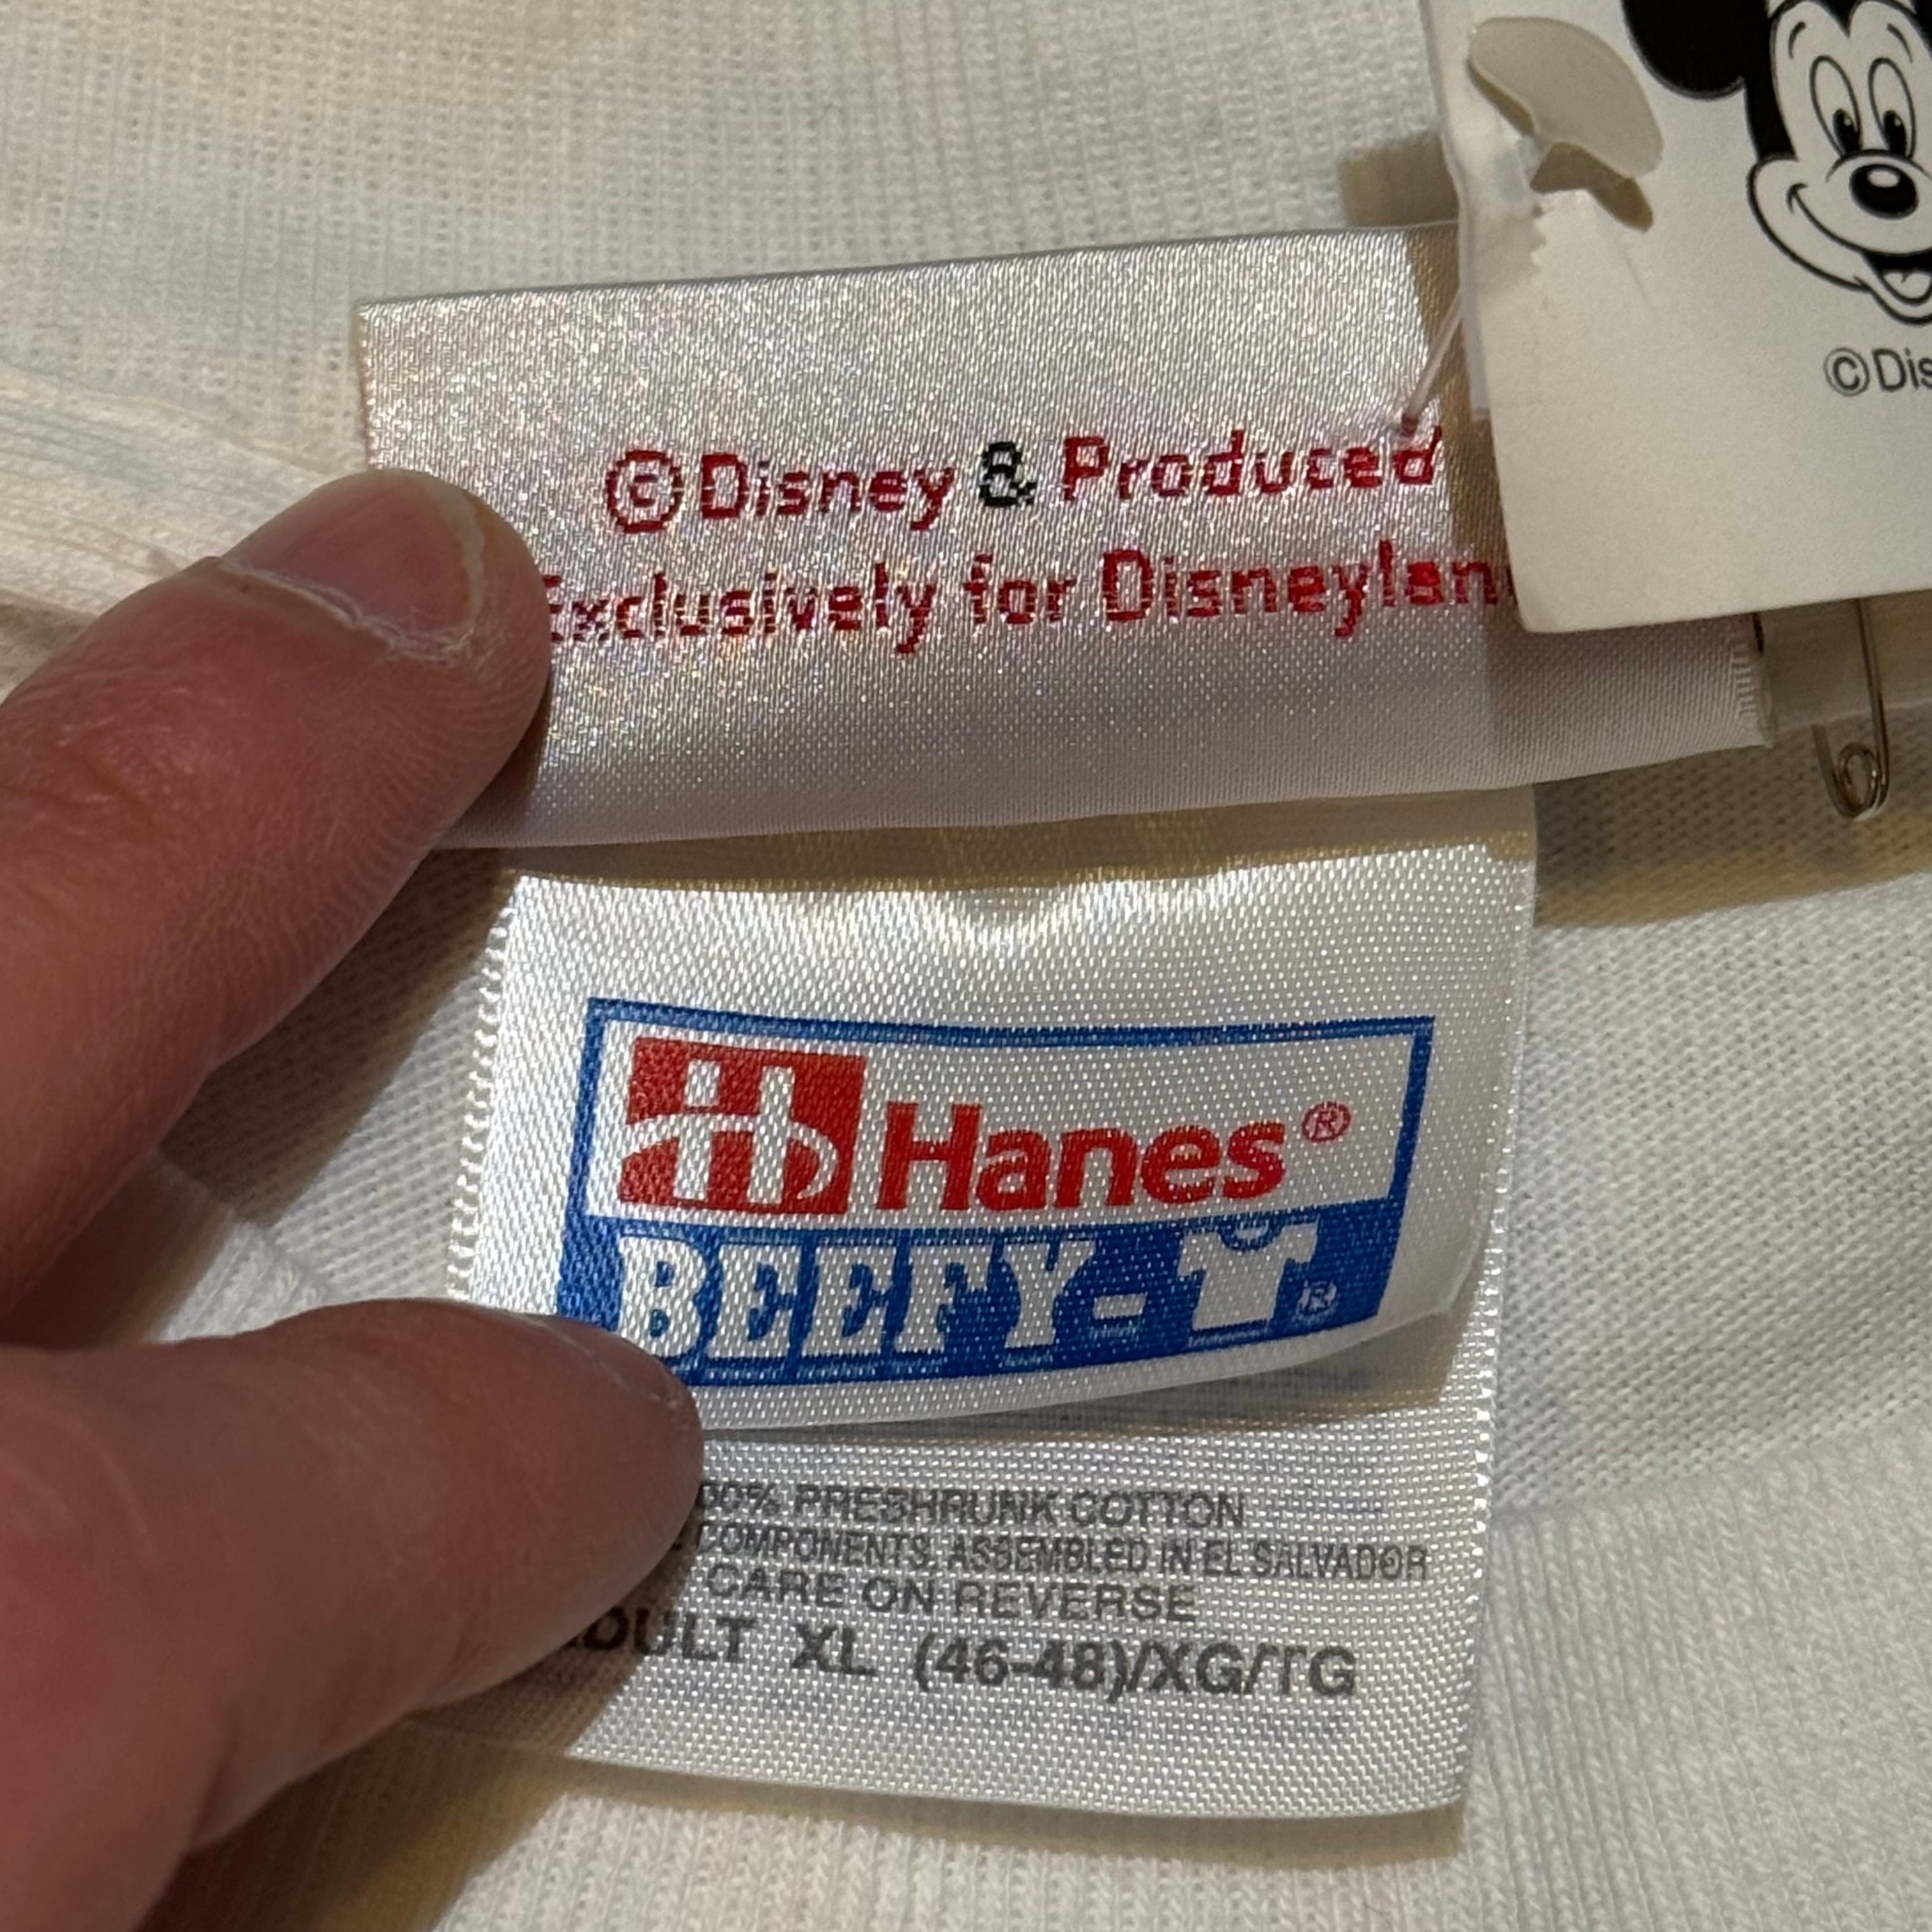 ©Dis
©Disney & Produced
Exclusively for Disneylan
Hanes®
BEEFY-T®
00% PRESHRUNK COTTON
COMPONENTS. ASSEMBLED IN EL SALVADOR
CARE ON REVERSE
ADULT XL (46-48)/XG/TG